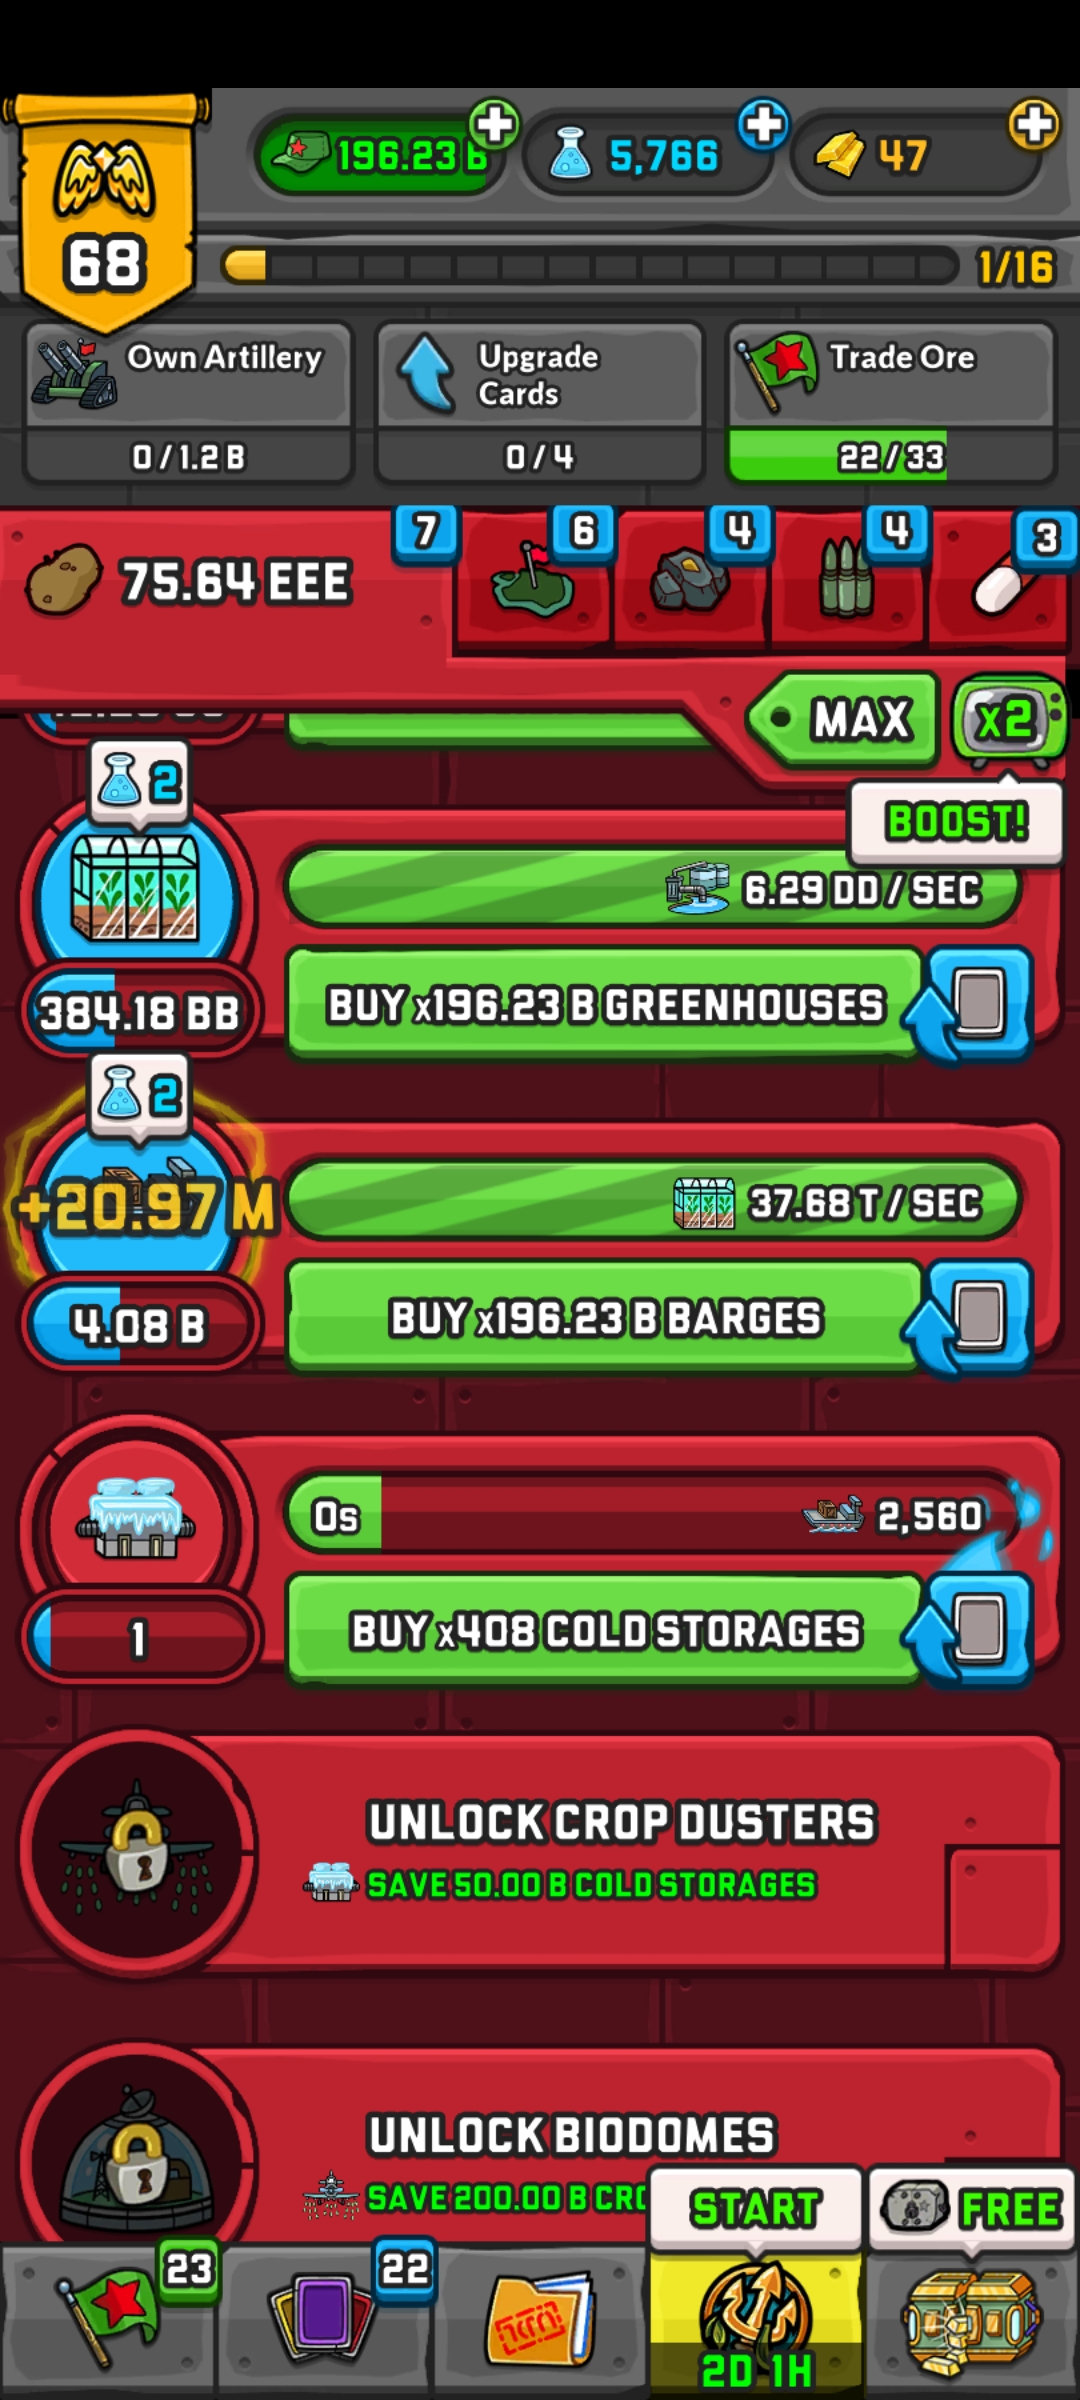 196.23 B
5,766
47
68
1/16
Own Artillery
0 / 1.2 B
Upgrade
Cards
0 / 4
Trade Ore
22 / 33
75.64 EEE
7
6
4
4
3
MAX
x2
BOOST!
2
6.29 DD / SEC
384.18 BB
BUY x196.23 B GREENHOUSES
2
+20.97 M
37.68 T / SEC
4.08 B
BUY x196.23 B BARGES
0s
2,560
1
BUY x408 COLD STORAGES
UNLOCK CROP DUSTERS
SAVE 50.00 B COLD STORAGES
UNLOCK BIODOMES
SAVE 200.00 B
START
FREE
23
22
2D 1H